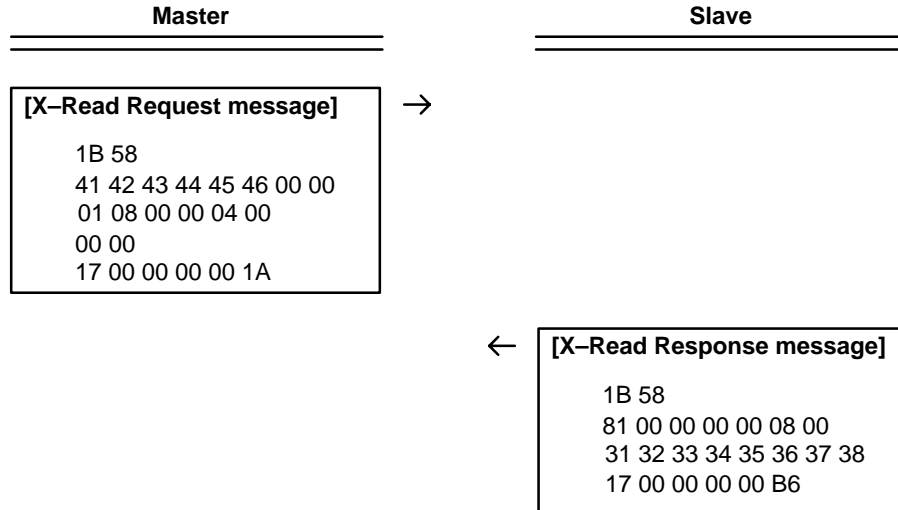 Master
Slave
[X–Read Request message]
→
1B 58
41 42 43 44 45 46 00 00
01 08 00 00 04 00
00 00
17 00 00 00 00 1A
←
[X–Read Response message]
1B 58
81 00 00 00 00 08 00
31 32 33 34 35 36 37 38
17 00 00 00 00 B6